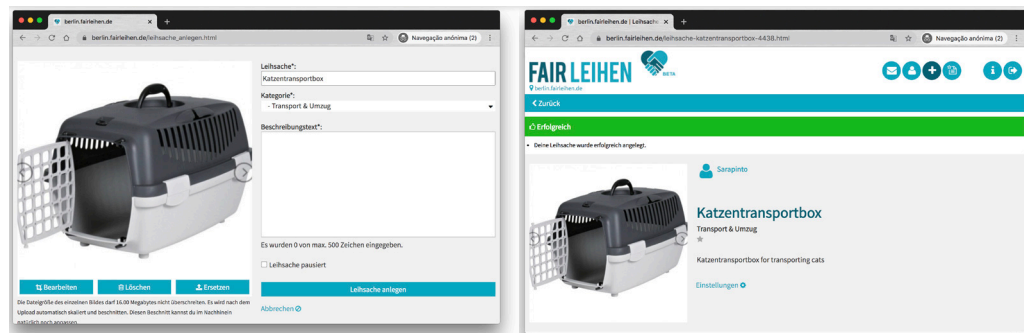 berlin.fairleihen.de
berlin.fairleihen.de/leihsache_anlegen.html
Navegação anónima (2)
Leihsache*:
Katzentransportbox
Kategorie*:
- Transport & Umzug
Beschreibungstext*:
Es wurden 0 von max. 500 Zeichen eingegeben.
Leihsache pausiert
Bearbeiten
Löschen
Ersetzen
Leihsache anlegen
Die Dateigröße des einzelnen Bildes darf 16.00 Megabytes nicht überschreiten. Es wird nach dem
Upload automatisch skaliert und beschnitten. Diesen Beschnitt kannst du im Nachhinein
natürlich noch anpassen.
Abbrechen
berlin.fairleihen.de | Leihsache
berlin.fairleihen.de/leihsache-katzentransportbox-4438.html
Navegação anónima (2)
FAIR LEIHEN
BETA
berlin.fairleihen.de
Zurück
Erfolgreich
• Deine Leihsache wurde erfolgreich angelegt.
Sarapinto
Katzentransportbox
Transport & Umzug
Katzentransportbox for transporting cats
Einstellungen